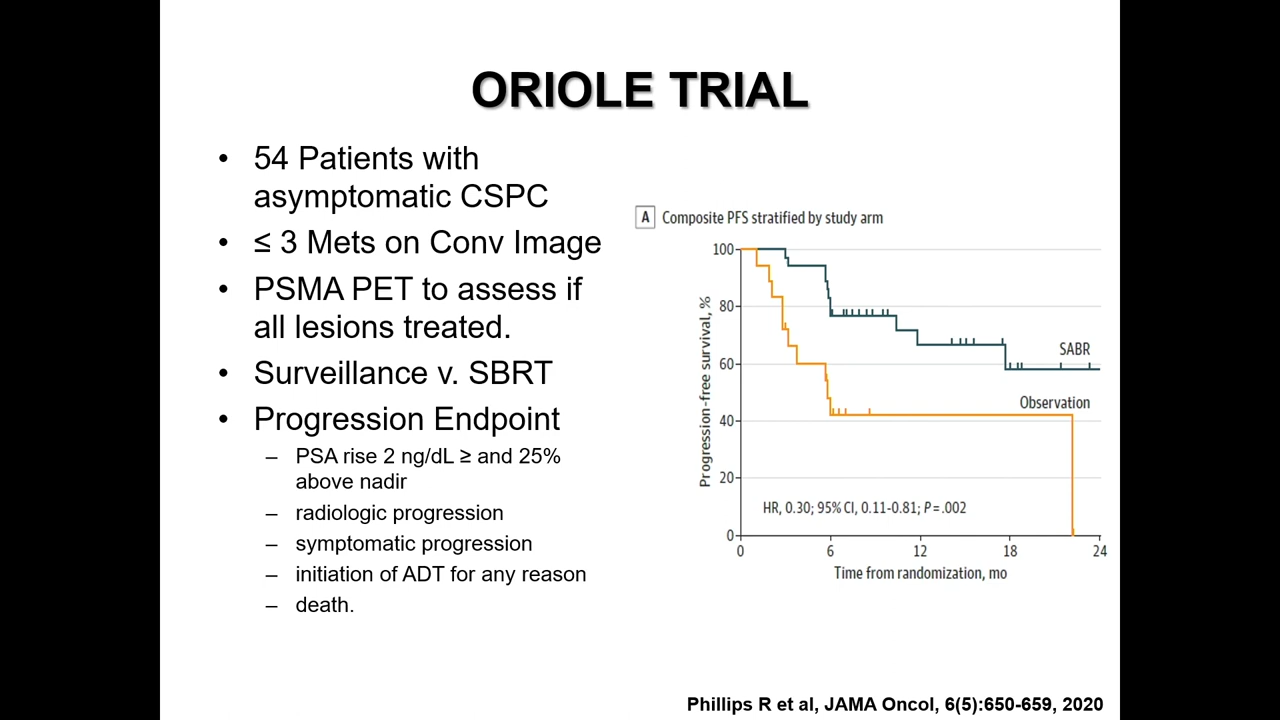 ORIOLE TRIAL
• 54 Patients with
asymptomatic CSPC
• ≤ 3 Mets on Conv Image
• PSMA PET to assess if
all lesions treated.
• Surveillance v. SBRT
• Progression Endpoint
– PSA rise 2 ng/dL ≥ and 25%
above nadir
– radiologic progression
– symptomatic progression
– initiation of ADT for any reason
– death.
A Composite PFS stratified by study arm
Progression-free survival, %
100
80
60
40
20
0
SABR
Observation
HR, 0.30; 95% CI, 0.11-0.81; P = .002
0 6 12 18 24
Time from randomization, mo
Phillips R et al, JAMA Oncol, 6(5):650-659, 2020